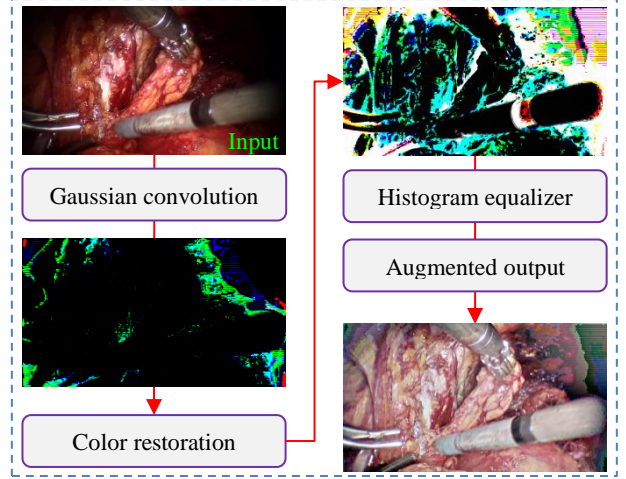 Input
Gaussian convolution
Color restoration
Histogram equalizer
Augmented output